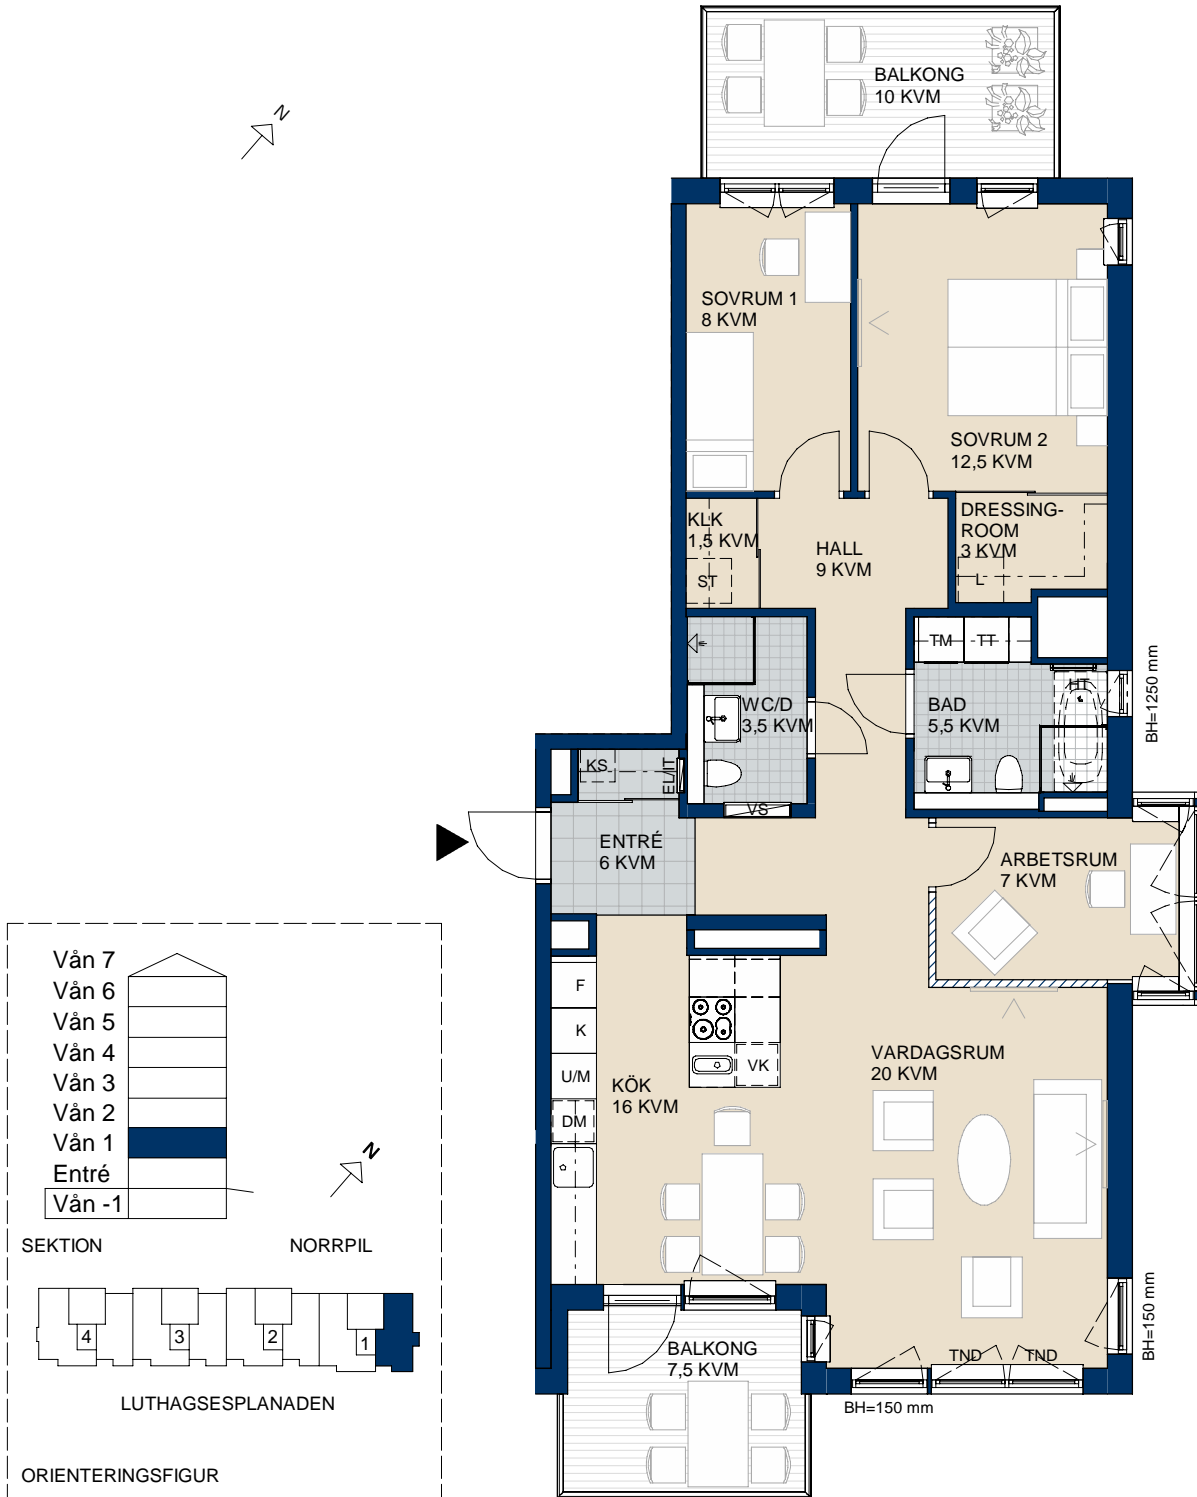 BALKONG
10 KVM
N
SOVRUM 1
8 KVM
SOVRUM 2
12,5 KVM
KLK
1,5 KVM
ST
HALL
9 KVM
DRESSING-
ROOM
3 KVM
L
TM
TT
HT
BH=1250 mm
WC/D
3,5 KVM
BAD
5,5 KVM
KS
EL/IT
VS
ENTRÉ
6 KVM
ARBETSRUM
7 KVM
F
K
U/M
DM
VK
KÖK
16 KVM
VARDAGSRUM
20 KVM
BH=150 mm
TND
TND
BH=150 mm
BALKONG
7,5 KVM
Vån 7
Vån 6
Vån 5
Vån 4
Vån 3
Vån 2
Vån 1
Entré
Vån -1
N
SEKTION
NORRPIL
4
3
2
1
LUTHAGSESPLANADEN
ORIENTERINGSFIGUR